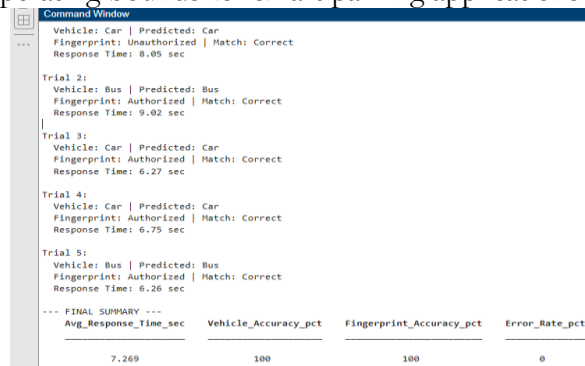 Command Window
Vehicle: Car | Predicted: Car
Fingerprint: Unauthorized | Match: Correct
Response Time: 8.05 sec
Trial 2:
Vehicle: Bus | Predicted: Bus
Fingerprint: Authorized | Match: Correct
Response Time: 9.02 sec
Trial 3:
Vehicle: Car | Predicted: Car
Fingerprint: Authorized | Match: Correct
Response Time: 6.27 sec
Trial 4:
Vehicle: Car | Predicted: Car
Fingerprint: Authorized | Match: Correct
Response Time: 6.75 sec
Trial 5:
Vehicle: Bus | Predicted: Bus
Fingerprint: Authorized | Match: Correct
Response Time: 6.26 sec
--- FINAL SUMMARY ---
Avg_Response_Time_sec Vehicle_Accuracy_pct Fingerprint_Accuracy_pct Error_Rate_pct
7.269 100 100 0